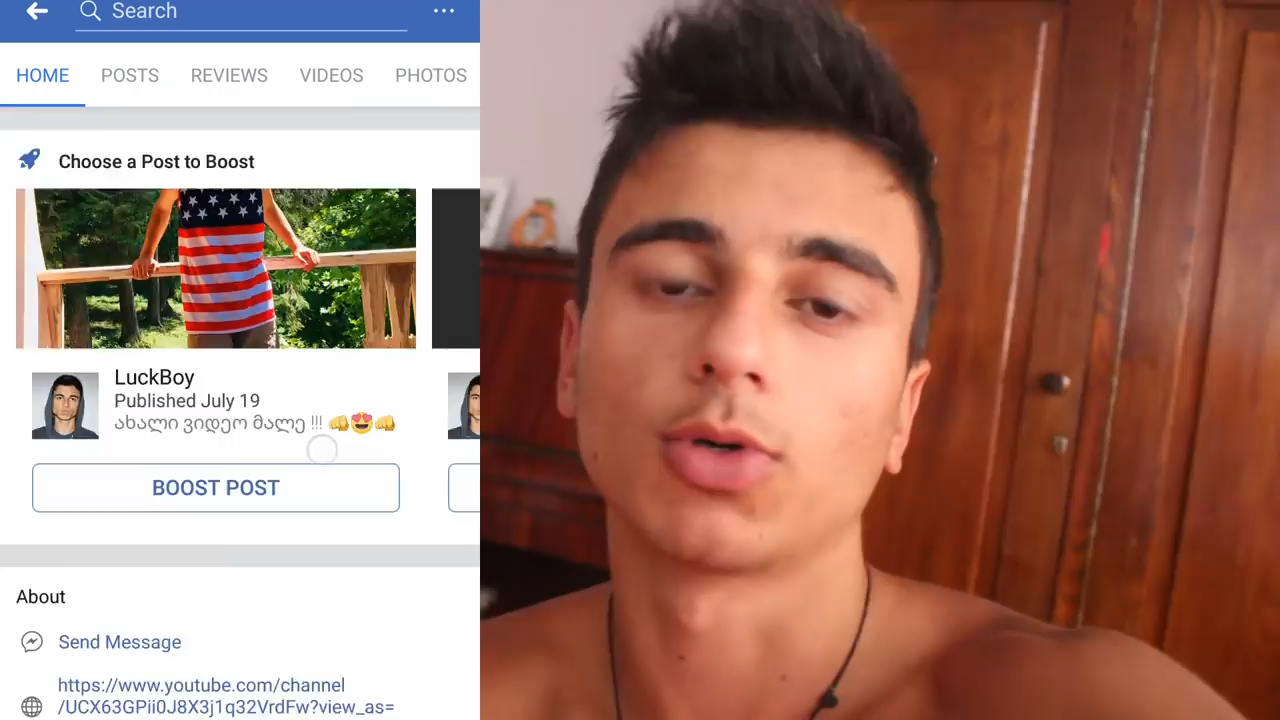 Search
HOME POSTS REVIEWS VIDEOS PHOTOS
Choose a Post to Boost
LuckBoy
Published July 19
ახალი ვიდეო მალე !!! 👊😍👊
BOOST POST
About
Send Message
https://www.youtube.com/channel
/UCX63GPii0J8X3j1q32VrdFw?view_as=